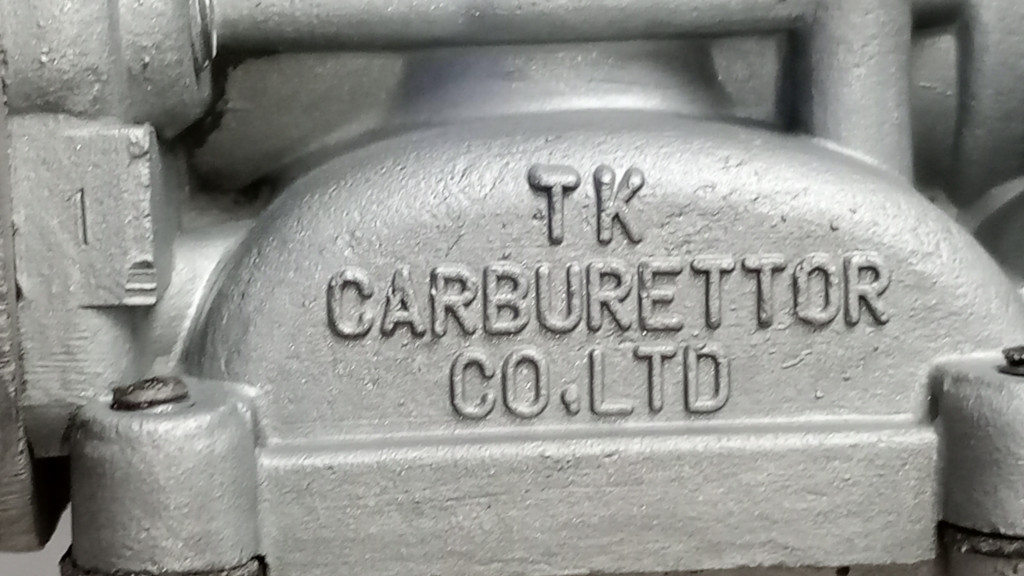 1
TK
CARBURETTOR
CO.LTD